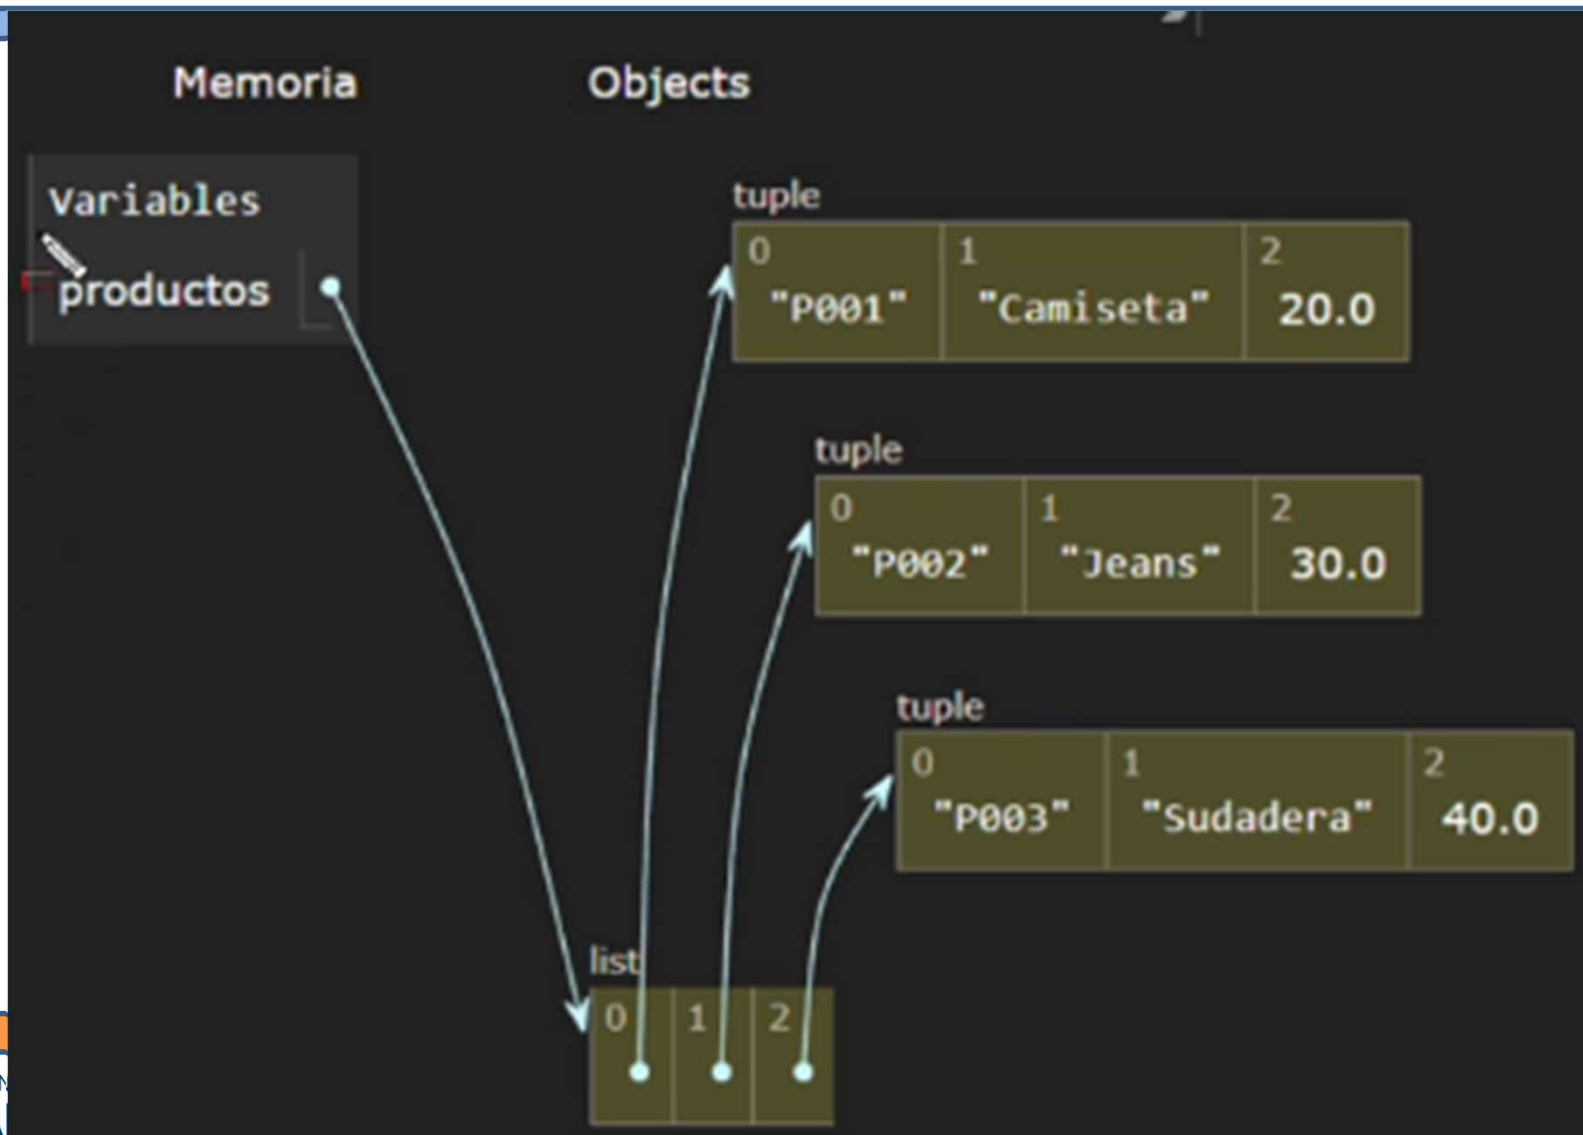 Memoria Objects
Variables
productos
tuple
0 1 2
"P001" "Camiseta" 20.0
tuple
0 1 2
"P002" "Jeans" 30.0
tuple
0 1 2
"P003" "Sudadera" 40.0
list
0 1 2